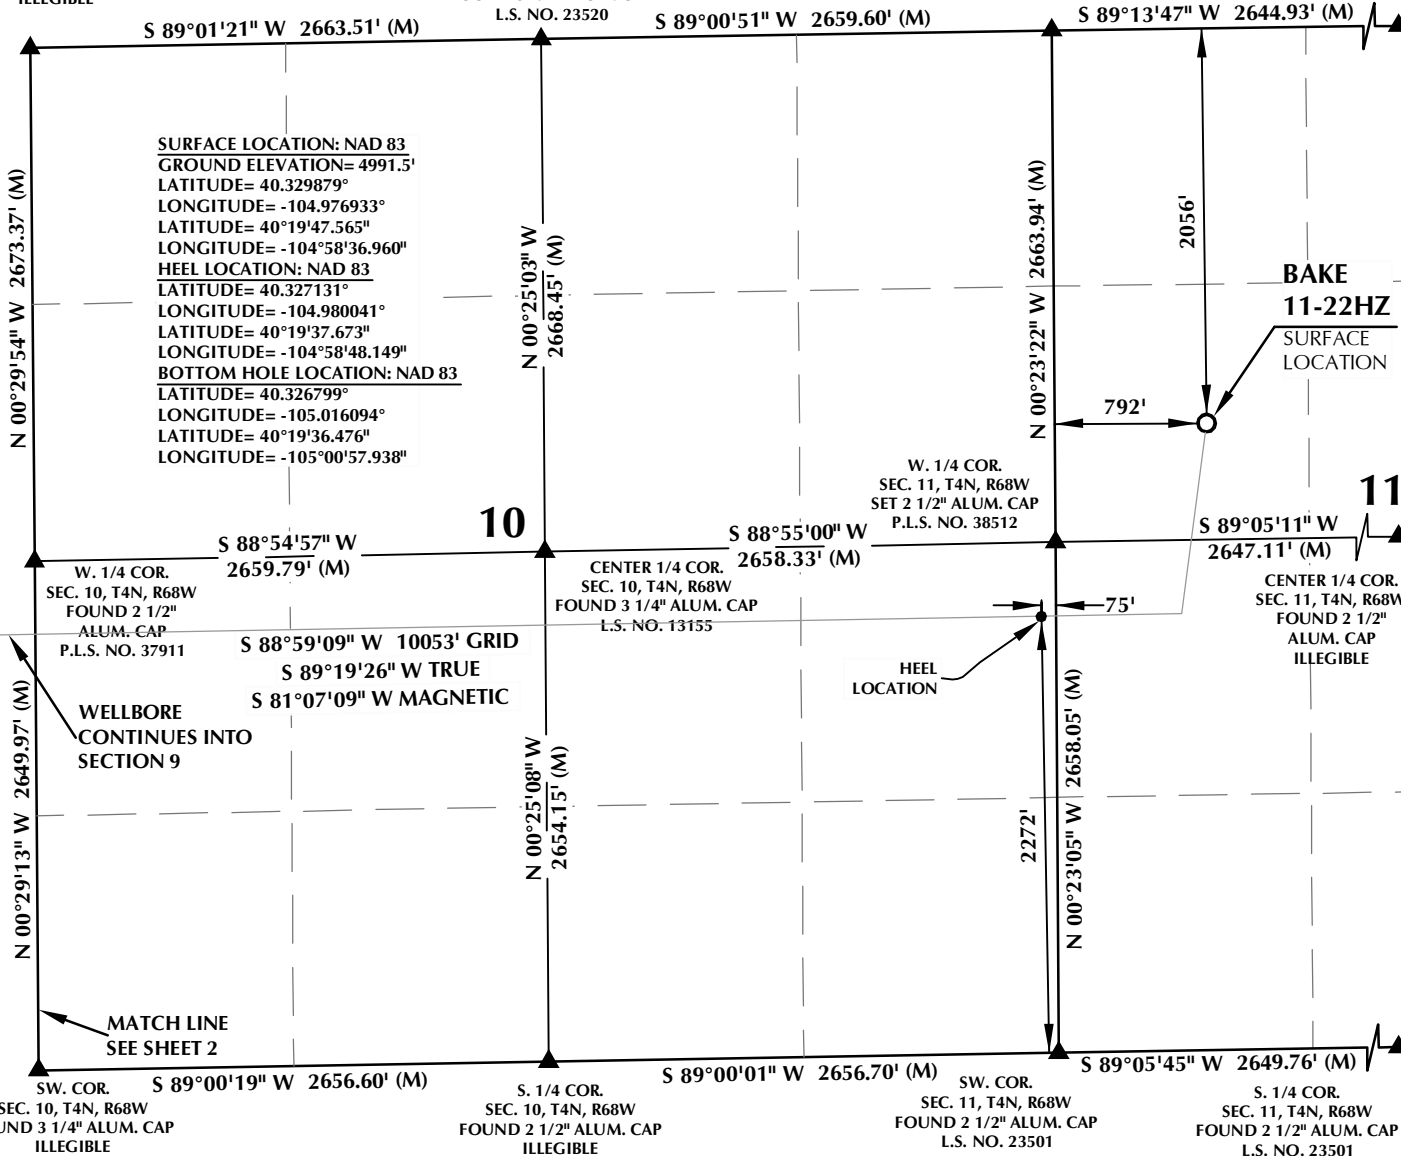 ILLEGIBLE
L.S. NO. 23520
S 89°01'21" W 2663.51' (M)
S 89°00'51" W 2659.60' (M)
S 89°13'47" W 2644.93' (M)
SURFACE LOCATION: NAD 83
GROUND ELEVATION= 4991.5'
LATITUDE= 40.329879°
LONGITUDE= -104.976933°
LATITUDE= 40°19'47.565"
LONGITUDE= -104°58'36.960"
HEEL LOCATION: NAD 83
LATITUDE= 40.327131°
LONGITUDE= -104.980041°
LATITUDE= 40°19'37.673"
LONGITUDE= -104°58'48.149"
BOTTOM HOLE LOCATION: NAD 83
LATITUDE= 40.326799°
LONGITUDE= -105.016094°
LATITUDE= 40°19'36.476"
LONGITUDE= -105°00'57.938"
N 00°29'54" W 2673.37' (M)
N 00°25'03" W
2668.45' (M)
N 00°23'22" W 2663.94' (M)
2056'
BAKE
11-22HZ
SURFACE
LOCATION
792'
W. 1/4 COR.
SEC. 11, T4N, R68W
SET 2 1/2" ALUM. CAP
P.L.S. NO. 38512
10
11
S 88°54'57" W
2659.79' (M)
S 88°55'00" W
2658.33' (M)
S 89°05'11" W
2647.11' (M)
W. 1/4 COR.
SEC. 10, T4N, R68W
FOUND 2 1/2"
ALUM. CAP
P.L.S. NO. 37911
CENTER 1/4 COR.
SEC. 10, T4N, R68W
FOUND 3 1/4" ALUM. CAP
L.S. NO. 13155
CENTER 1/4 COR.
SEC. 11, T4N, R68W
FOUND 2 1/2"
ALUM. CAP
ILLEGIBLE
75'
S 88°59'09" W 10053' GRID
S 89°19'26" W TRUE
S 81°07'09" W MAGNETIC
HEEL
LOCATION
WELLBORE
CONTINUES INTO
SECTION 9
N 00°29'13" W 2649.97' (M)
N 00°25'08" W
2654.15' (M)
2272'
N 00°23'05" W 2658.05' (M)
MATCH LINE
SEE SHEET 2
S 89°00'19" W 2656.60' (M)
S 89°00'01" W 2656.70' (M)
S 89°05'45" W 2649.76' (M)
SW. COR.
SEC. 10, T4N, R68W
UND 3 1/4" ALUM. CAP
ILLEGIBLE
S. 1/4 COR.
SEC. 10, T4N, R68W
FOUND 2 1/2" ALUM. CAP
ILLEGIBLE
SW. COR.
SEC. 11, T4N, R68W
FOUND 2 1/2" ALUM. CAP
L.S. NO. 23501
S. 1/4 COR.
SEC. 11, T4N, R68W
FOUND 2 1/2" ALUM. CAP
L.S. NO. 23501